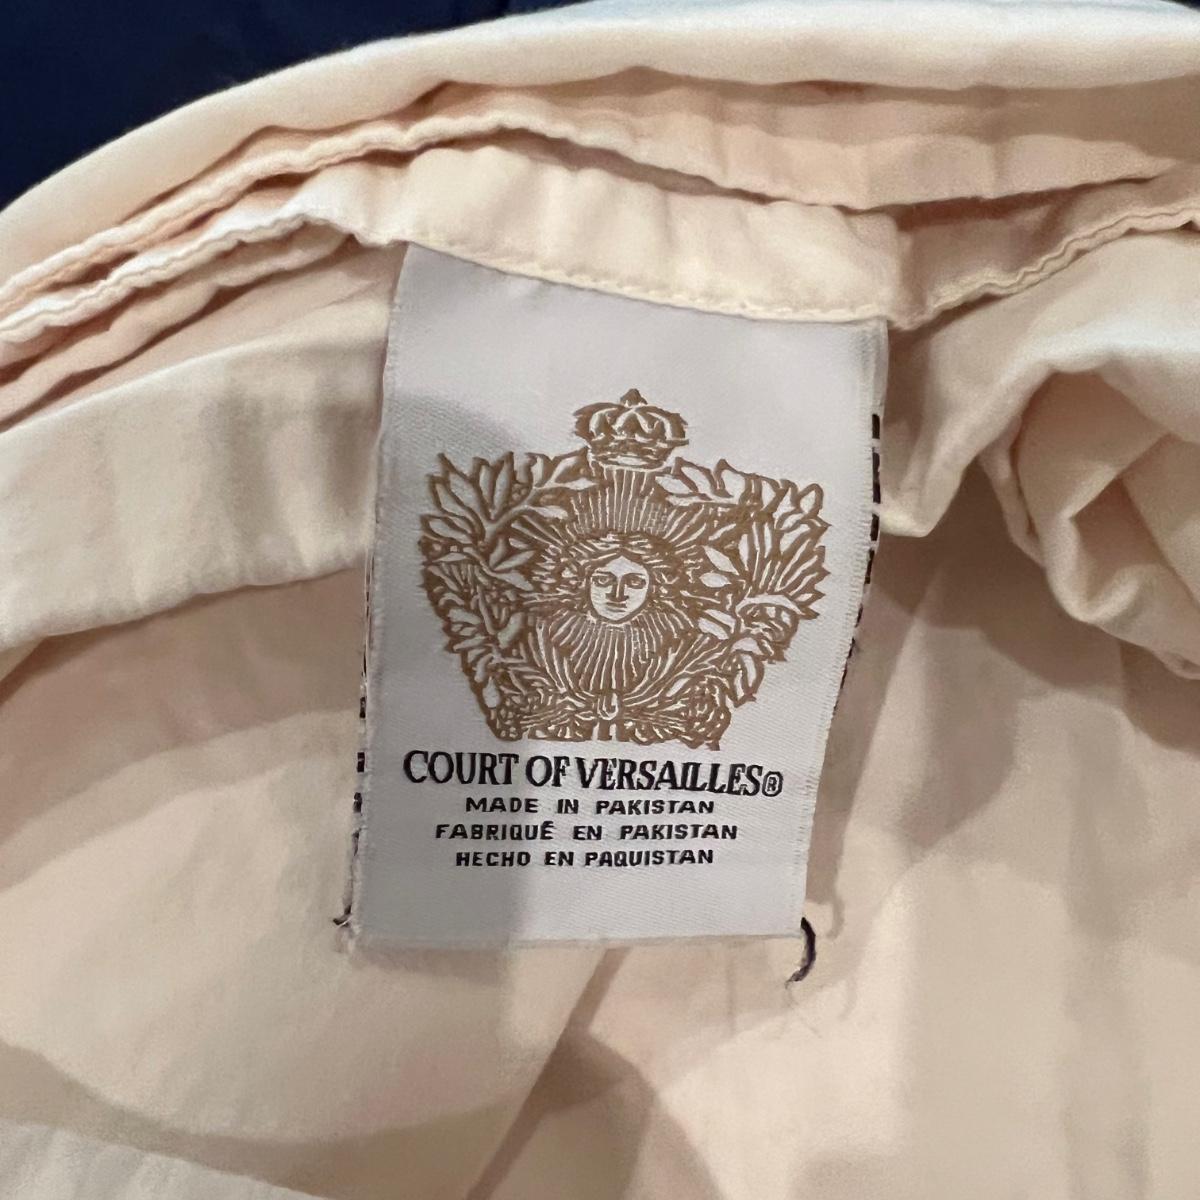 COURT OF VERSAILLES®
MADE IN PAKISTAN
FABRIQUÉ EN PAKISTAN
HECHO EN PAQUISTAN